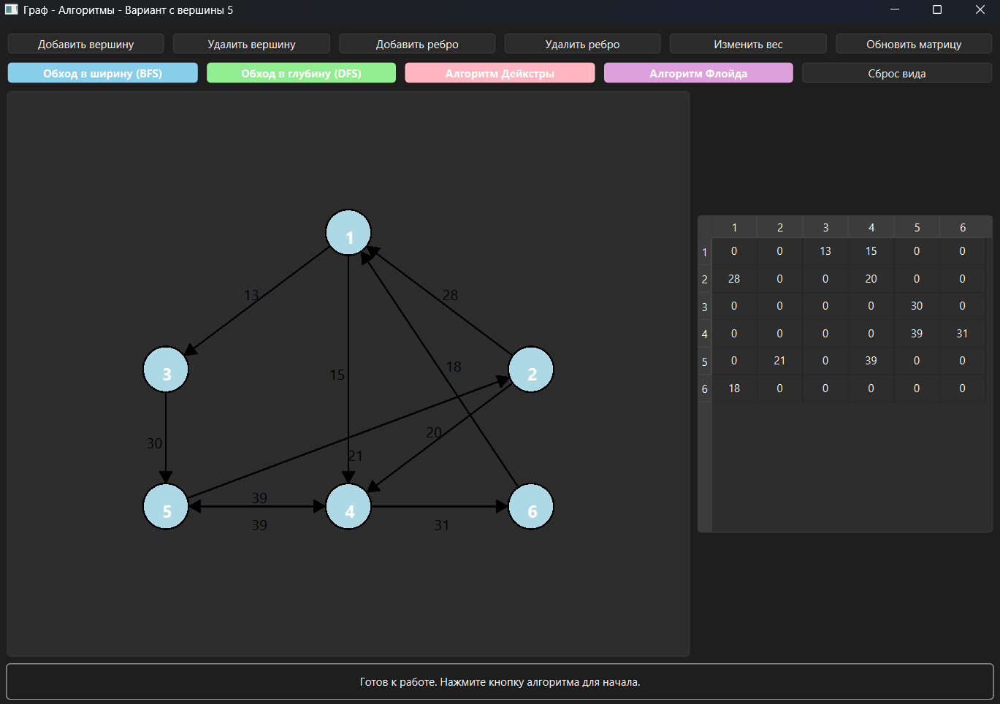 Граф - Алгоритмы - Вариант с вершины 5
Добавить вершину Удалить вершину Добавить ребро Удалить ребро Изменить вес Обновить матрицу
Обход в ширину (BFS) Обход в глубину (DFS) Алгоритм Дейкстры Алгоритм Флойда Сброс вида
1
13 28
15 18
3 2
30 20
21
39
5 4 6
39 31
1 2 3 4 5 6
1 0 0 13 15 0 0
2 28 0 0 20 0 0
3 0 0 0 0 30 0
4 0 0 0 0 39 31
5 0 21 0 39 0 0
6 18 0 0 0 0 0
Готов к работе. Нажмите кнопку алгоритма для начала.